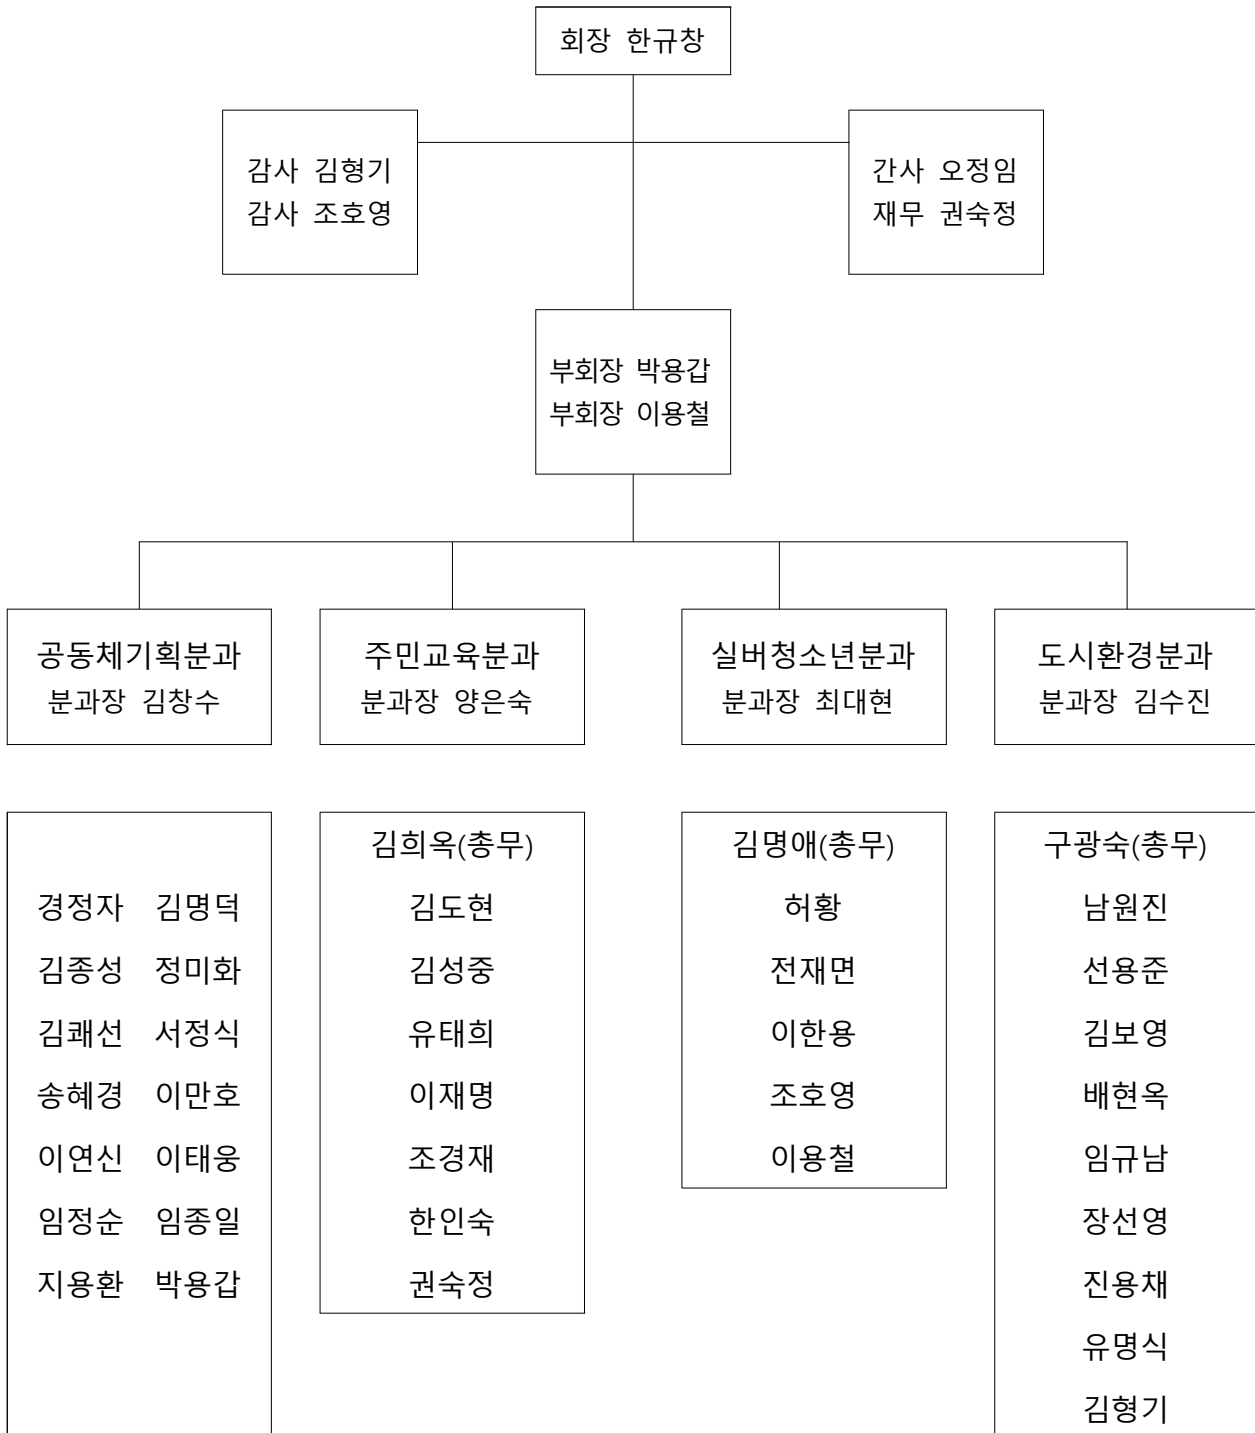 회장 한규창
감사 김형기
감사 조호영
간사 오정임
재무 권숙정
부회장 박용갑
부회장 이용철
공동체기획분과
분과장 김창수
주민교육분과
분과장 양은숙
실버청소년분과
분과장 최대현
도시환경분과
분과장 김수진
경정자 김명덕
김종성 정미화
김쾌선 서정식
송혜경 이만호
이연신 이태웅
임정순 임종일
지용환 박용갑
김희옥(총무)
김도현
김성중
유태희
이재명
조경재
한인숙
권숙정
김명애(총무)
허황
전재면
이한용
조호영
이용철
구광숙(총무)
남원진
선용준
김보영
배현옥
임규남
장선영
진용채
유명식
김형기